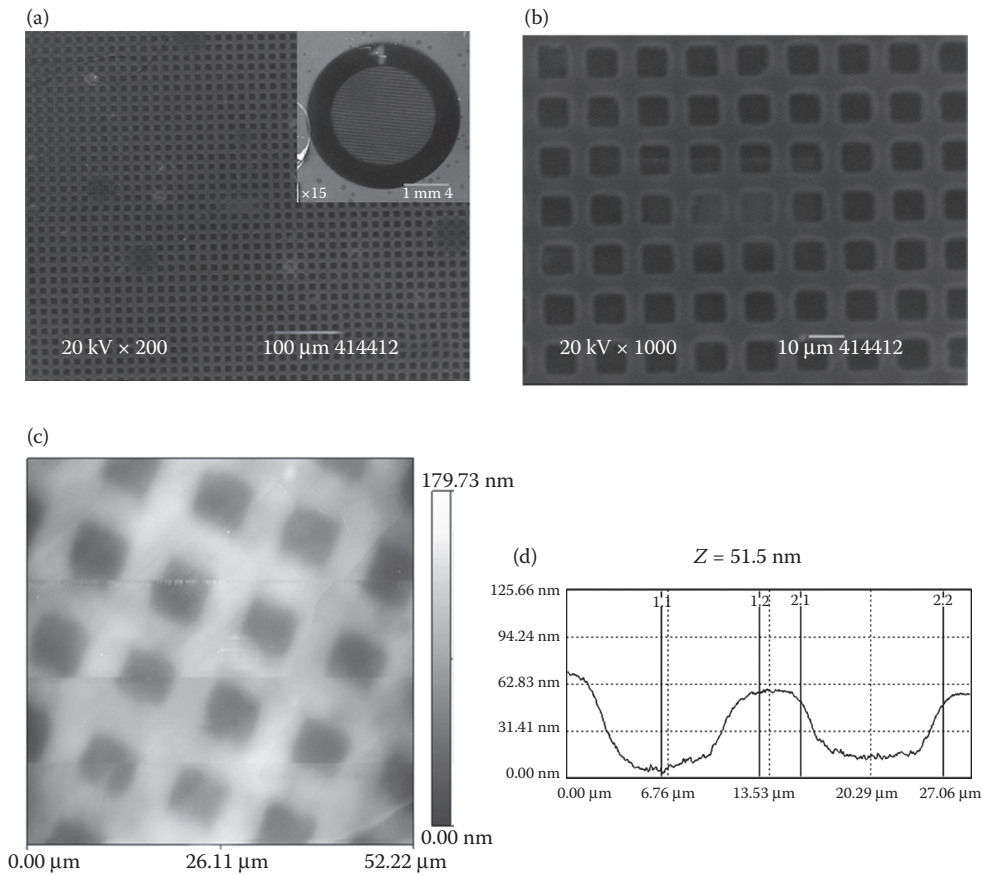 (a)
×15
1 mm 4
20 kV × 200
100 µm 414412
(b)
20 kV × 1000
10 µm 414412
(c)
179.73 nm
0.00 nm
0.00 µm
26.11 µm
52.22 µm
(d)
Z = 51.5 nm
125.66 nm
94.24 nm
62.83 nm
31.41 nm
0.00 nm
1.1
1.2
2.1
2.2
0.00 µm
6.76 µm
13.53 µm
20.29 µm
27.06 µm